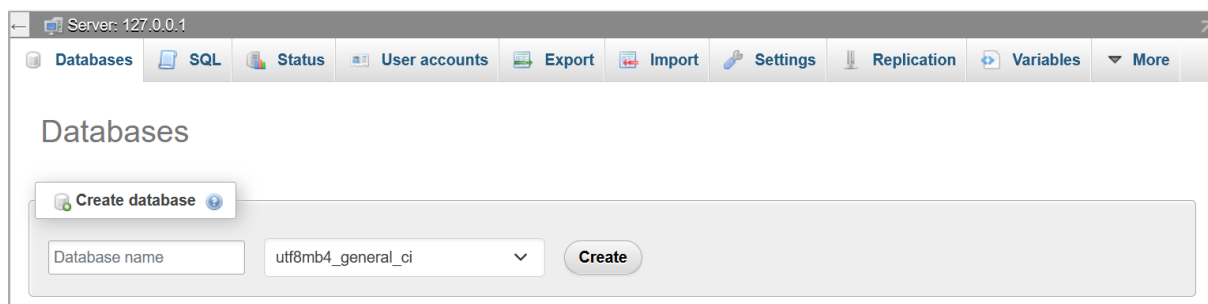 Server: 127.0.0.1
Databases SQL Status User accounts Export Import Settings Replication Variables More
Databases
Create database
Database name utf8mb4_general_ci Create